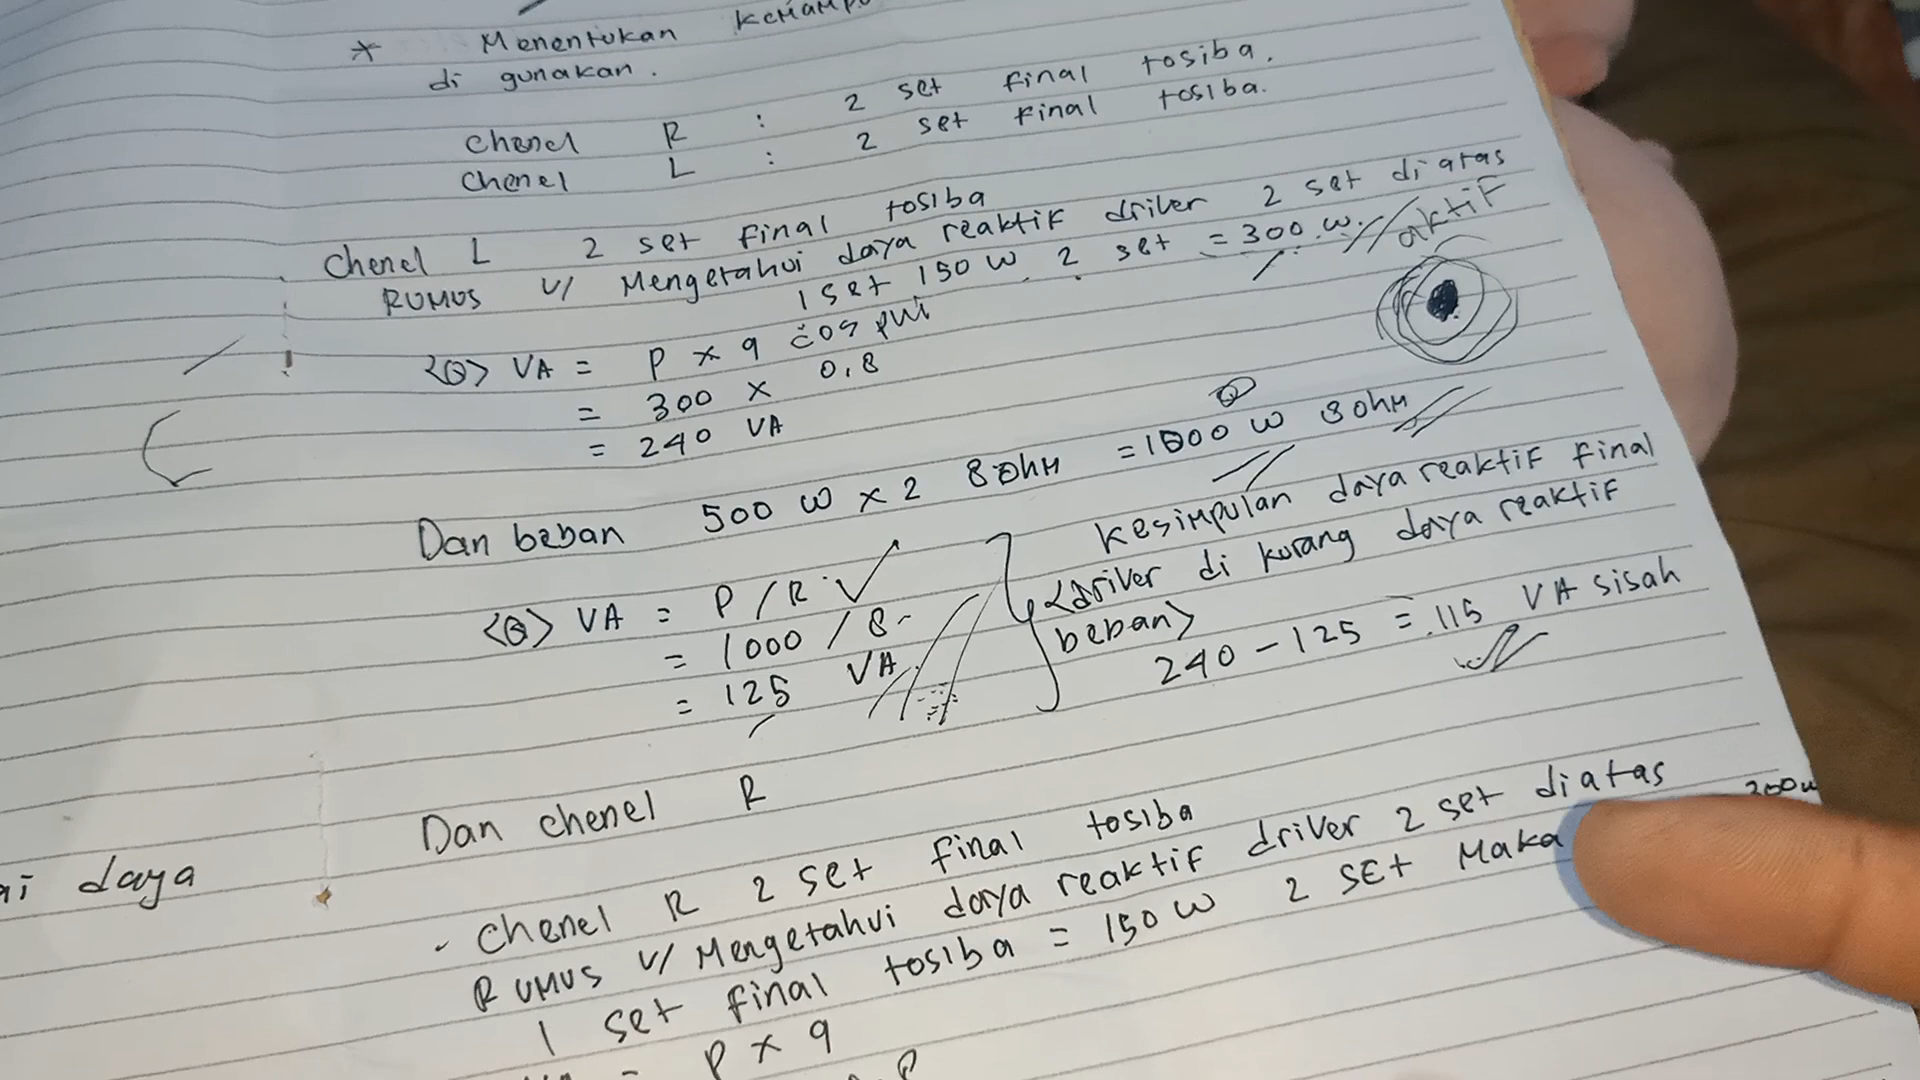 * Menentukan
di gunakan.
Chenel R : 2 set final tosiba.
Chenel L : 2 set final tosiba.
Chenel L 2 set final tosiba
RUMUS U/ Mengetahui daya reaktif driver 2 set di atas
1 set 150 W 2 set = 300 W. // aktif
<Q> VA = P x q cos phi
= 300 x 0,8
= 240 VA
Dan beban 500 W x 2 8 ohm = 1000 W 8 ohm
<Q> VA = P / R
= 1000 / 8
= 125 VA
kesimpulan daya reaktif final
<driver di kurang daya reaktif
beban>
240 - 125 = 115 VA sisah
ai daya
Dan chenel R
- Chenel R 2 set final tosiba
RUMUS U/ Mengetahui daya reaktif driver 2 set diatas
1 set final tosiba = 150 W 2 SET Maka 300 W
P x q